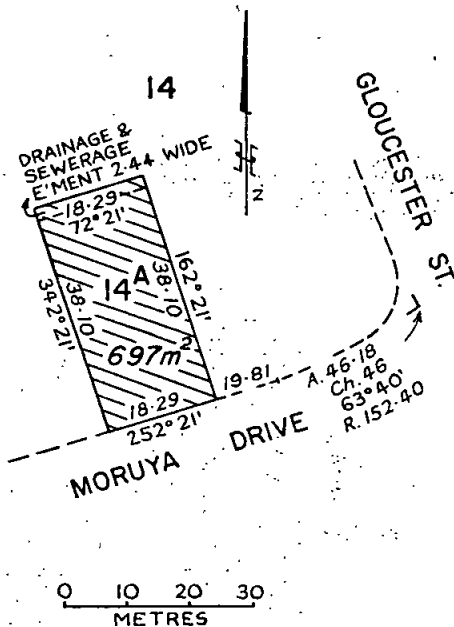 14
DRAINAGE &
SEWERAGE
E'MENT 2·44 WIDE
18·29
72°21'
342°21'
38·10
14A
38·10
162°21'
697m²
18·29
252°21'
19·81
A.46·18
Ch.46
63°40'
R.152·40
GLOUCESTER ST.
MORUYA DRIVE
N
0 10 20 30
METRES